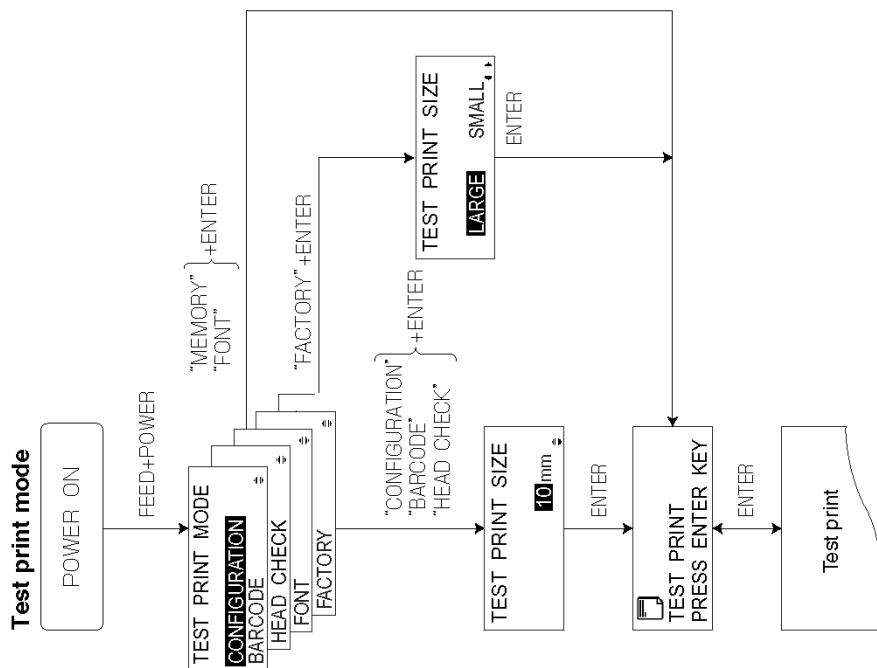 Test print mode
POWER ON
FEED+POWER
TEST PRINT MODE
CONFIGURATION
BARCODE
HEAD CHECK
FONT
FACTORY
“MEMORY”
“FONT”
+ENTER
“FACTORY”+ENTER
“CONFIGURATION”
“BARCODE”
“HEAD CHECK”
+ENTER
TEST PRINT SIZE
LARGE SMALL
ENTER
TEST PRINT SIZE
10mm
ENTER
TEST PRINT
PRESS ENTER KEY
ENTER
Test print